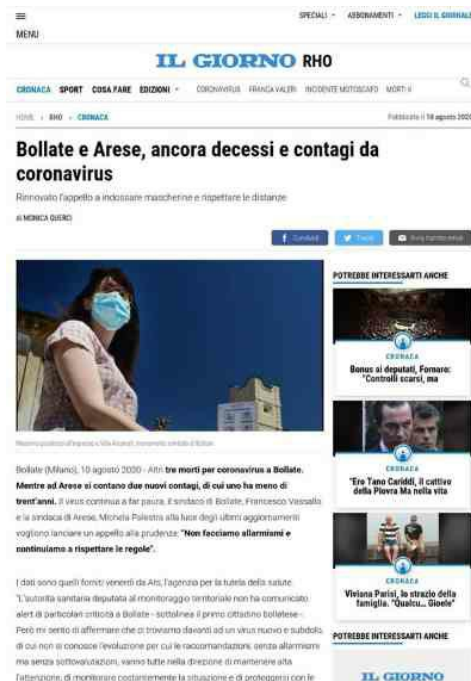 SPECIALI
ABBONAMENTI
LEGGI IL GIORNALE
MENU
IL GIORNO RHO
CRONACA SPORT COSA FARE EDIZIONI CORONAVIRUS FRANCA VALERI INCIDENTE MOTOSCAFO MORTI
HOME RHO CRONACA
Pubblicato il 10 agosto 2020
Bollate e Arese, ancora decessi e contagi da
coronavirus
Rinnovato l'appello a indossare mascherine e rispettare le distanze
di MONICA GUERCI
Condividi
Tweet
Invia tramite email
POTREBBE INTERESSARTI ANCHE
CRONACA
Bonus ai deputati, Fornaro:
"Controlli scarsi, ma
CRONACA
"Ero Tano Cariddi, il cattivo
della Piovra Ma nella vita
CRONACA
Viviana Parisi, lo strazio della
famiglia. "Qualcu... Gioele"
POTREBBE INTERESSARTI ANCHE
IL GIORNO
Bollate (Milano), 10 agosto 2020 - Altri tre morti per coronavirus a Bollate.
Mentre ad Arese si contano due nuovi contagi, di cui uno ha meno di
trent'anni. Il virus continua a far paura, il sindaco di Bollate, Francesco Vassallo
e la sindaca di Arese, Michela Palestra alla luce degli ultimi aggiornamenti
vogliono lanciare un appello alla prudenza: "Non facciamo allarmismi e
continuiamo a rispettare le regole".
I dati sono quelli forniti venerdì da Ats, l'agenzia per la tutela della salute.
"L'autorità sanitaria deputata al monitoraggio territoriale non ha comunicato
alert di particolari criticità a Bollate - sottolinea il primo cittadino bollatese -.
Però mi sento di affermare che ci troviamo davanti ad un virus nuovo e subdolo,
di cui non si conosce l'evoluzione per cui le raccomandazioni, senza allarmismi
ma senza sottovalutazioni, vanno tutte nella direzione di mantenere alta
l'attenzione, di monitorare costantemente la situazione e di proteggersi con le